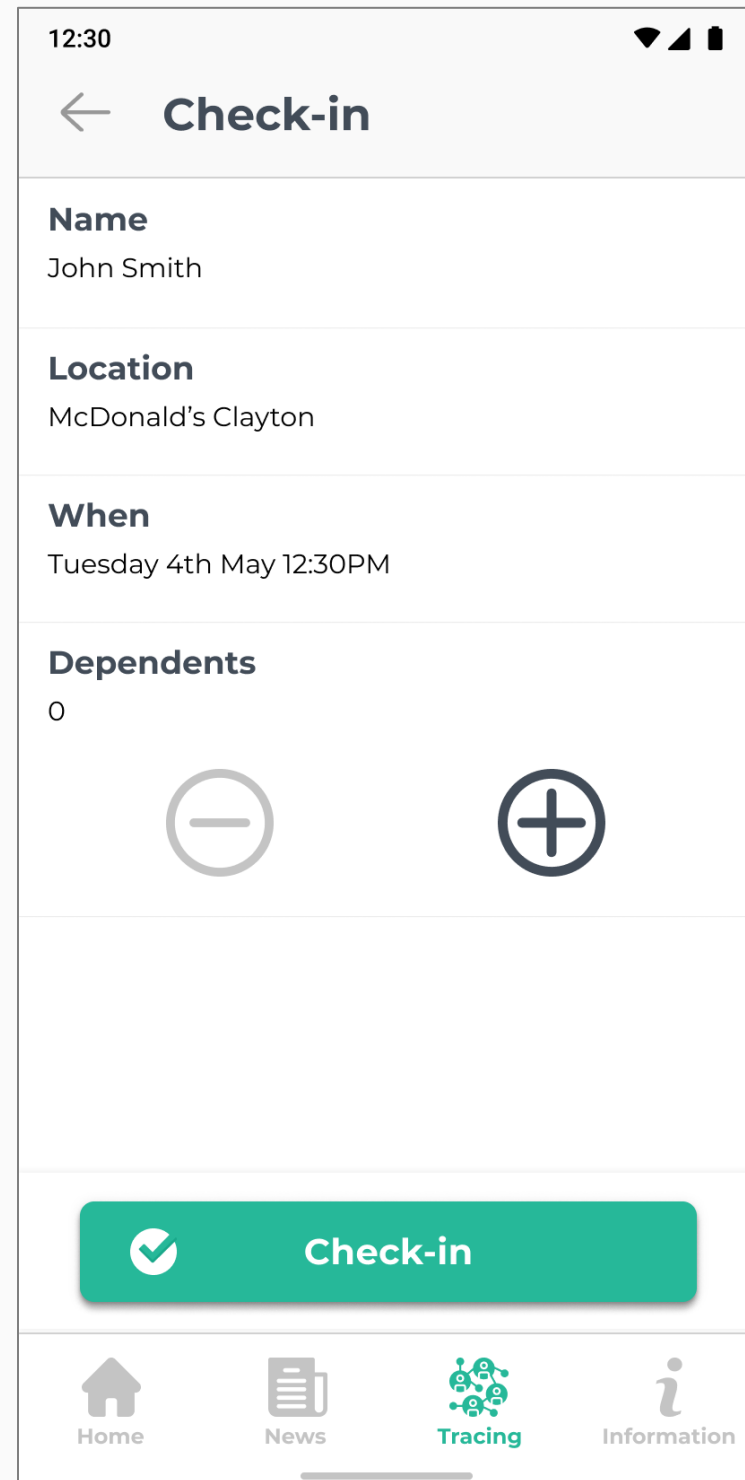 12:30
Check-in
Name
John Smith
Location
McDonald’s Clayton
When
Tuesday 4th May 12:30PM
Dependents
0
Check-in
Home
News
Tracing
Information